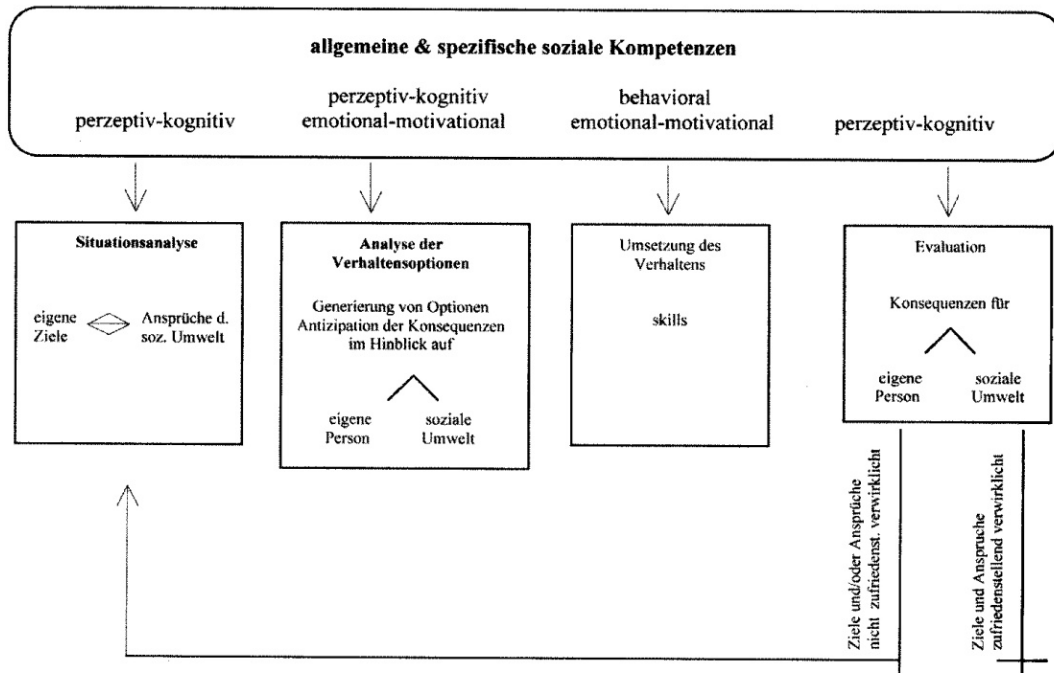 allgemeine & spezifische soziale Kompetenzen
perzeptiv-kognitiv
perzeptiv-kognitiv
emotional-motivational
behavioral
emotional-motivational
perzeptiv-kognitiv
Situationsanalyse
eigene
Ziele
Ansprüche d.
soz. Umwelt
Analyse der
Verhaltensoptionen
Generierung von Optionen
Antizipation der Konsequenzen
im Hinblick auf
eigene
Person
soziale
Umwelt
Umsetzung des
Verhaltens
skills
Evaluation
Konsequenzen für
eigene
Person
soziale
Umwelt
Ziele und/oder Ansprüche
nicht zufriedenst. verwirklicht
Ziele und Anspruche
zufriedenstellend verwirklicht